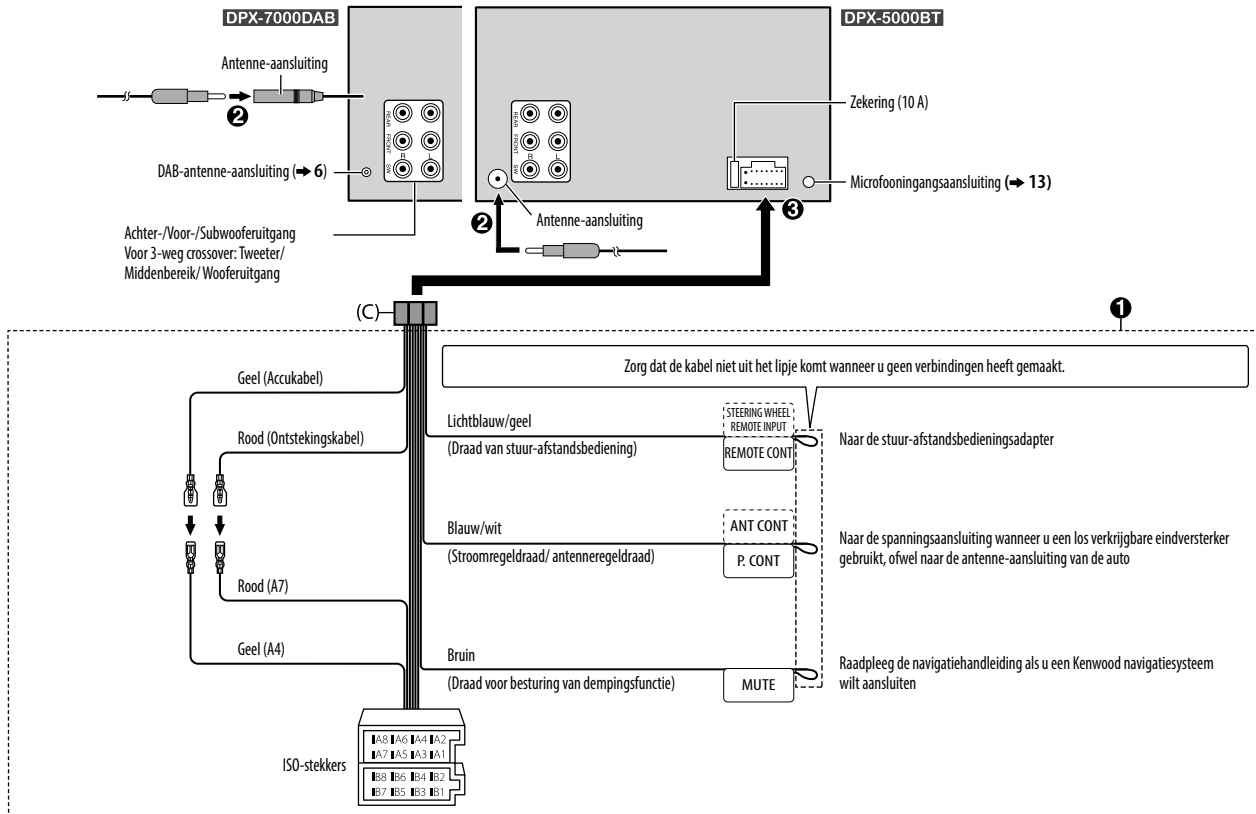 DPX-7000DAB
DPX-5000BT
Antenne-aansluiting
❷
REAR
FRONT
R
L
SW
DAB-antenne-aansluiting (➜ 6)
Achter-/Voor-/Subwooferuitgang
Voor 3-weg crossover: Tweeter/
Middenbereik/ Wooferuitgang
REAR
FRONT
R
L
SW
Zekering (10 A)
Microfooningangsaansluiting (➜ 13)
❷
Antenne-aansluiting
❸
(C)
❶
Zorg dat de kabel niet uit het lipje komt wanneer u geen verbindingen heeft gemaakt.
Geel (Accukabel)
Rood (Ontstekingskabel)
Rood (A7)
Geel (A4)
Lichtblauw/geel
(Draad van stuur-afstandsbediening)
STEERING WHEEL
REMOTE INPUT
REMOTE CONT
Naar de stuur-afstandsbedieningsadapter
Blauw/wit
(Stroomregeldraad/ antenneregeldraad)
ANT CONT
P. CONT
Naar de spanningsaansluiting wanneer u een los verkrijgbare eindversterker
gebruikt, ofwel naar de antenne-aansluiting van de auto
Bruin
(Draad voor besturing van dempingsfunctie)
MUTE
Raadpleeg de navigatiehandleiding als u een Kenwood navigatiesysteem
wilt aansluiten
ISO-stekkers
A8 A6 A4 A2
A7 A5 A3 A1
B8 B6 B4 B2
B7 B5 B3 B1